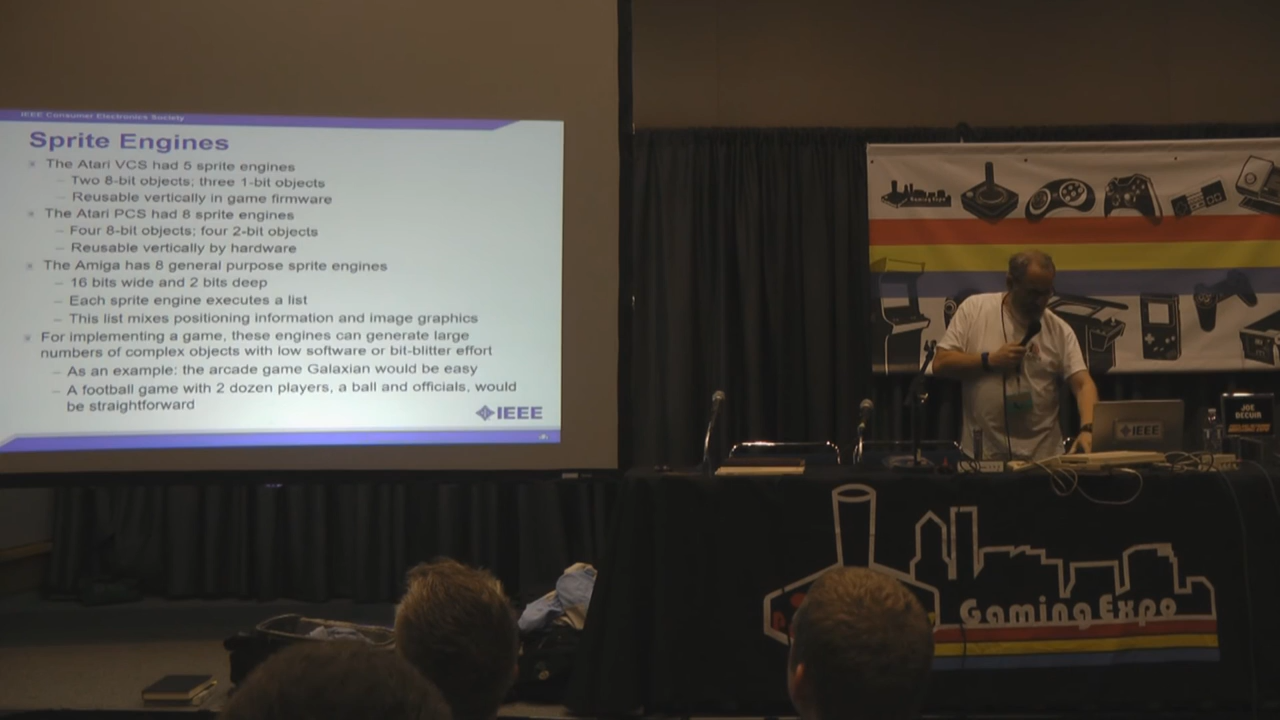 IEEE Consumer Electronics Society
Sprite Engines
The Atari VCS had 5 sprite engines
– Two 8-bit objects; three 1-bit objects
– Reusable vertically in game firmware
The Atari PCS had 8 sprite engines
– Four 8-bit objects; four 2-bit objects
– Reusable vertically by hardware
The Amiga has 8 general purpose sprite engines
– 16 bits wide and 2 bits deep
– Each sprite engine executes a list
– This list mixes positioning information and image graphics
For implementing a game, these engines can generate large
numbers of complex objects with low software or bit-blitter effort
– As an example: the arcade game Galaxian would be easy
– A football game with 2 dozen players, a ball and officials, would
be straightforward
IEEE
Gaming Expo
IEEE
JOE
DECUIR
Gaming Expo